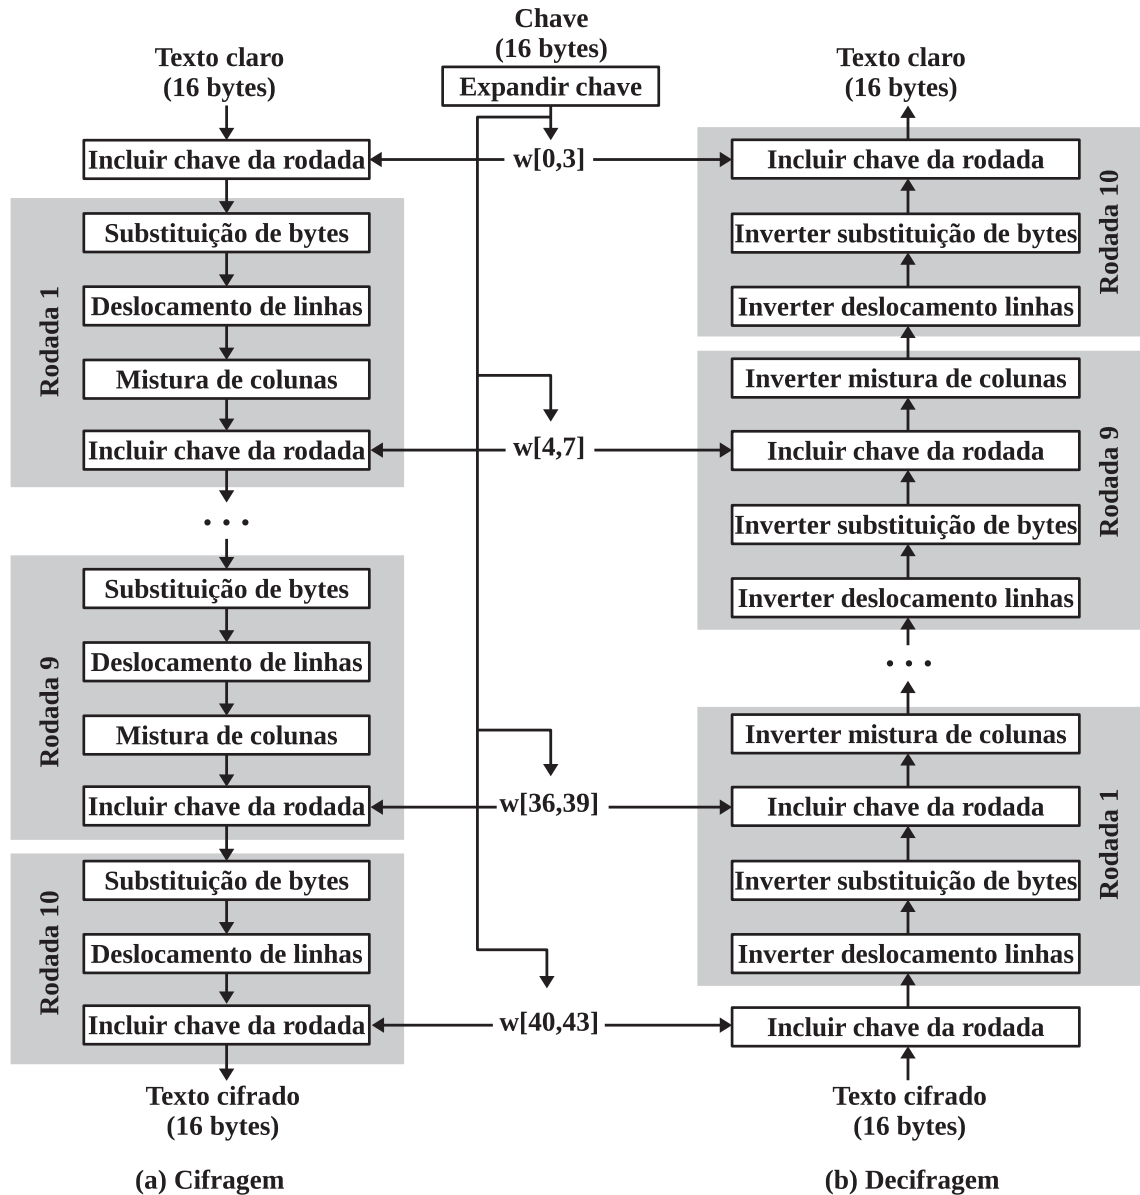 Chave
(16 bytes)
Expandir chave
Texto claro
(16 bytes)
Incluir chave da rodada
Rodada 1
Substituição de bytes
Deslocamento de linhas
Mistura de colunas
Incluir chave da rodada
. . .
Rodada 9
Substituição de bytes
Deslocamento de linhas
Mistura de colunas
Incluir chave da rodada
Rodada 10
Substituição de bytes
Deslocamento de linhas
Incluir chave da rodada
Texto cifrado
(16 bytes)
(a) Cifragem
w[0,3]
w[4,7]
w[36,39]
w[40,43]
Texto claro
(16 bytes)
Rodada 10
Incluir chave da rodada
Inverter substituição de bytes
Inverter deslocamento linhas
Rodada 9
Inverter mistura de colunas
Incluir chave da rodada
Inverter substituição de bytes
Inverter deslocamento linhas
. . .
Rodada 1
Inverter mistura de colunas
Incluir chave da rodada
Inverter substituição de bytes
Inverter deslocamento linhas
Incluir chave da rodada
Texto cifrado
(16 bytes)
(b) Decifragem